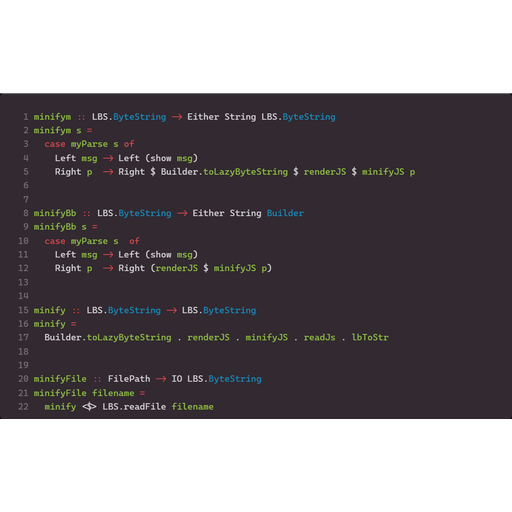 1 minifym :: LBS.ByteString -> Either String LBS.ByteString
2 minifym s =
3   case myParse s of
4     Left msg -> Left (show msg)
5     Right p  -> Right $ Builder.toLazyByteString $ renderJS $ minifyJS p
6
7
8 minifyBb :: LBS.ByteString -> Either String Builder
9 minifyBb s =
10   case myParse s  of
11     Left msg -> Left (show msg)
12     Right p  -> Right (renderJS $ minifyJS p)
13
14
15 minify :: LBS.ByteString -> LBS.ByteString
16 minify =
17   Builder.toLazyByteString . renderJS . minifyJS . readJs . lbToStr
18
19
20 minifyFile :: FilePath -> IO LBS.ByteString
21 minifyFile filename =
22   minify <$> LBS.readFile filename